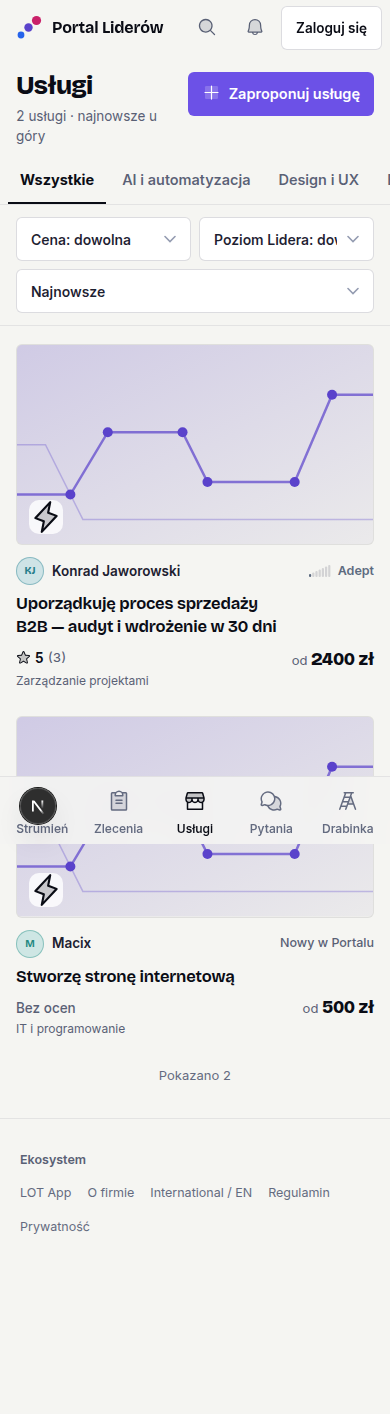 Portal Liderów
Zaloguj się
Usługi
Zaproponuj usługę
2 usługi · najnowsze u
góry
Wszystkie
AI i automatyzacja
Design i UX
Cena: dowolna
Poziom Lidera: dow
Najnowsze
KJ
Konrad Jaworowski
Adept
Uporządkuję proces sprzedaży
B2B — audyt i wdrożenie w 30 dni
5 (3)
od 2400 zł
Zarządzanie projektami
N
Strumień
Zlecenia
Usługi
Pytania
Drabinka
M
Macix
Nowy w Portalu
Stworzę stronę internetową
Bez ocen
od 500 zł
IT i programowanie
Pokazano 2
Ekosystem
LOT App
O firmie
International / EN
Regulamin
Prywatność